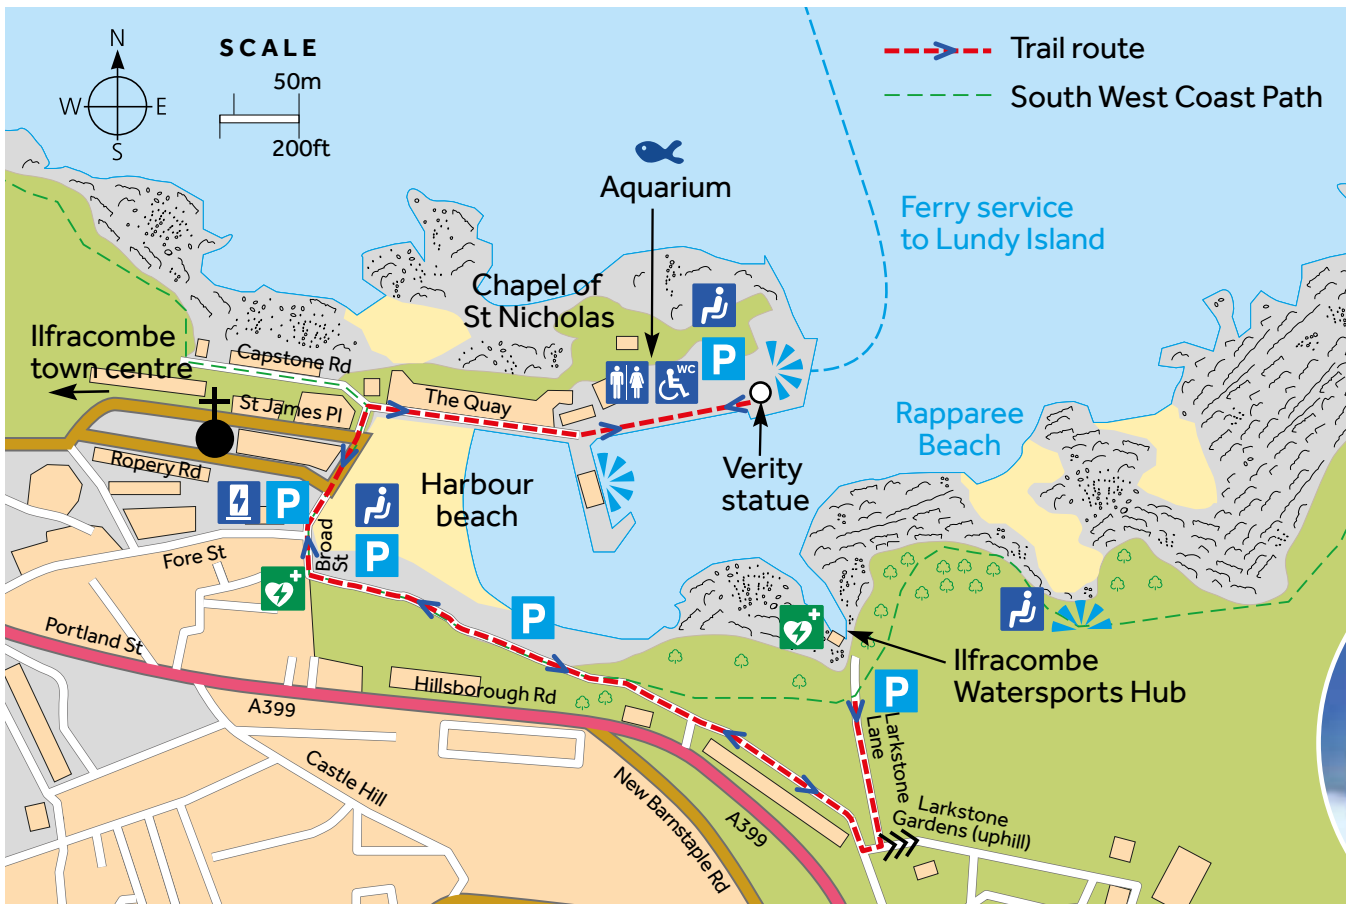 N
W
E
S
SCALE
50m
200ft
Trail route
South West Coast Path
Aquarium
Ferry service
to Lundy Island
Chapel of
St Nicholas
P
Ilfracombe
town centre
Capstone Rd
WC
The Quay
St James Pl
Rapparee
Beach
Ropery Rd
Verity
statue
Harbour
beach
P
Broad
St
P
Fore St
P
Portland St
Ilfracombe
Watersports Hub
P
Hillsborough Rd
A399
Larkstone
Lane
Castle Hill
New Barnstaple Rd
A399
Larkstone
Gardens (uphill)